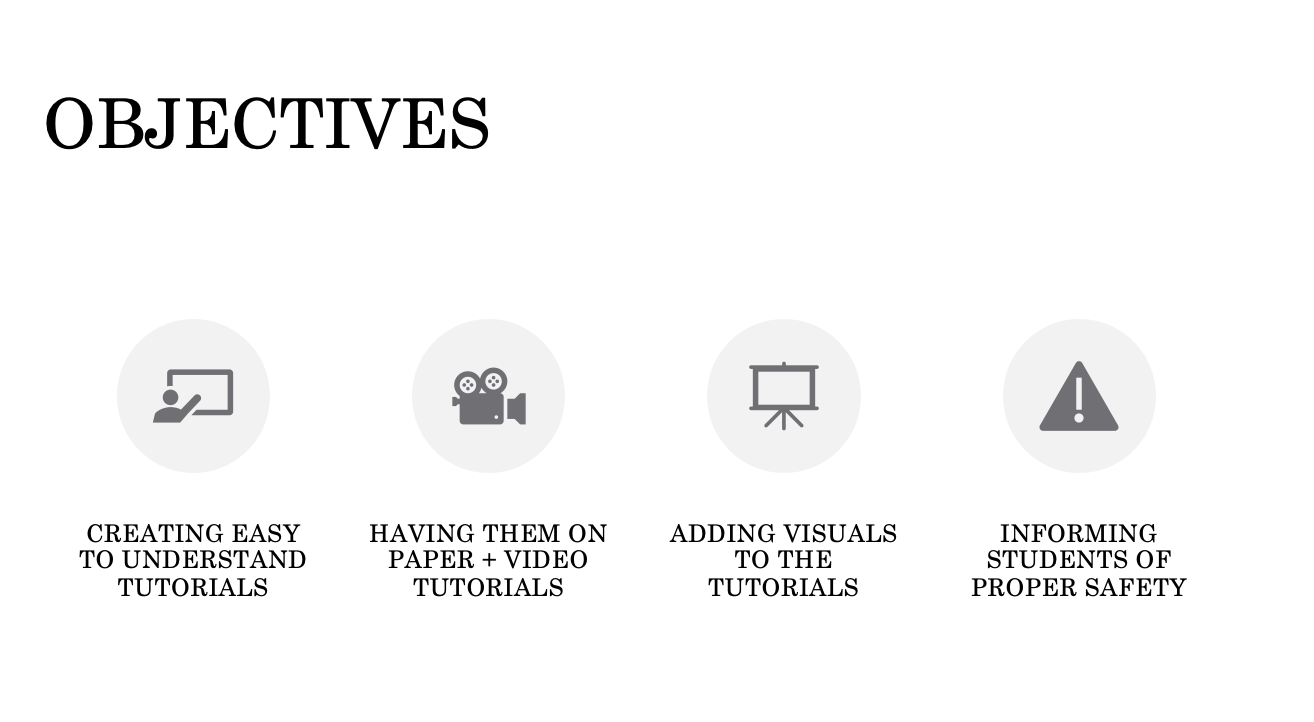 OBJECTIVES
CREATING EASY
TO UNDERSTAND
TUTORIALS
HAVING THEM ON
PAPER + VIDEO
TUTORIALS
ADDING VISUALS
TO THE
TUTORIALS
INFORMING
STUDENTS OF
PROPER SAFETY